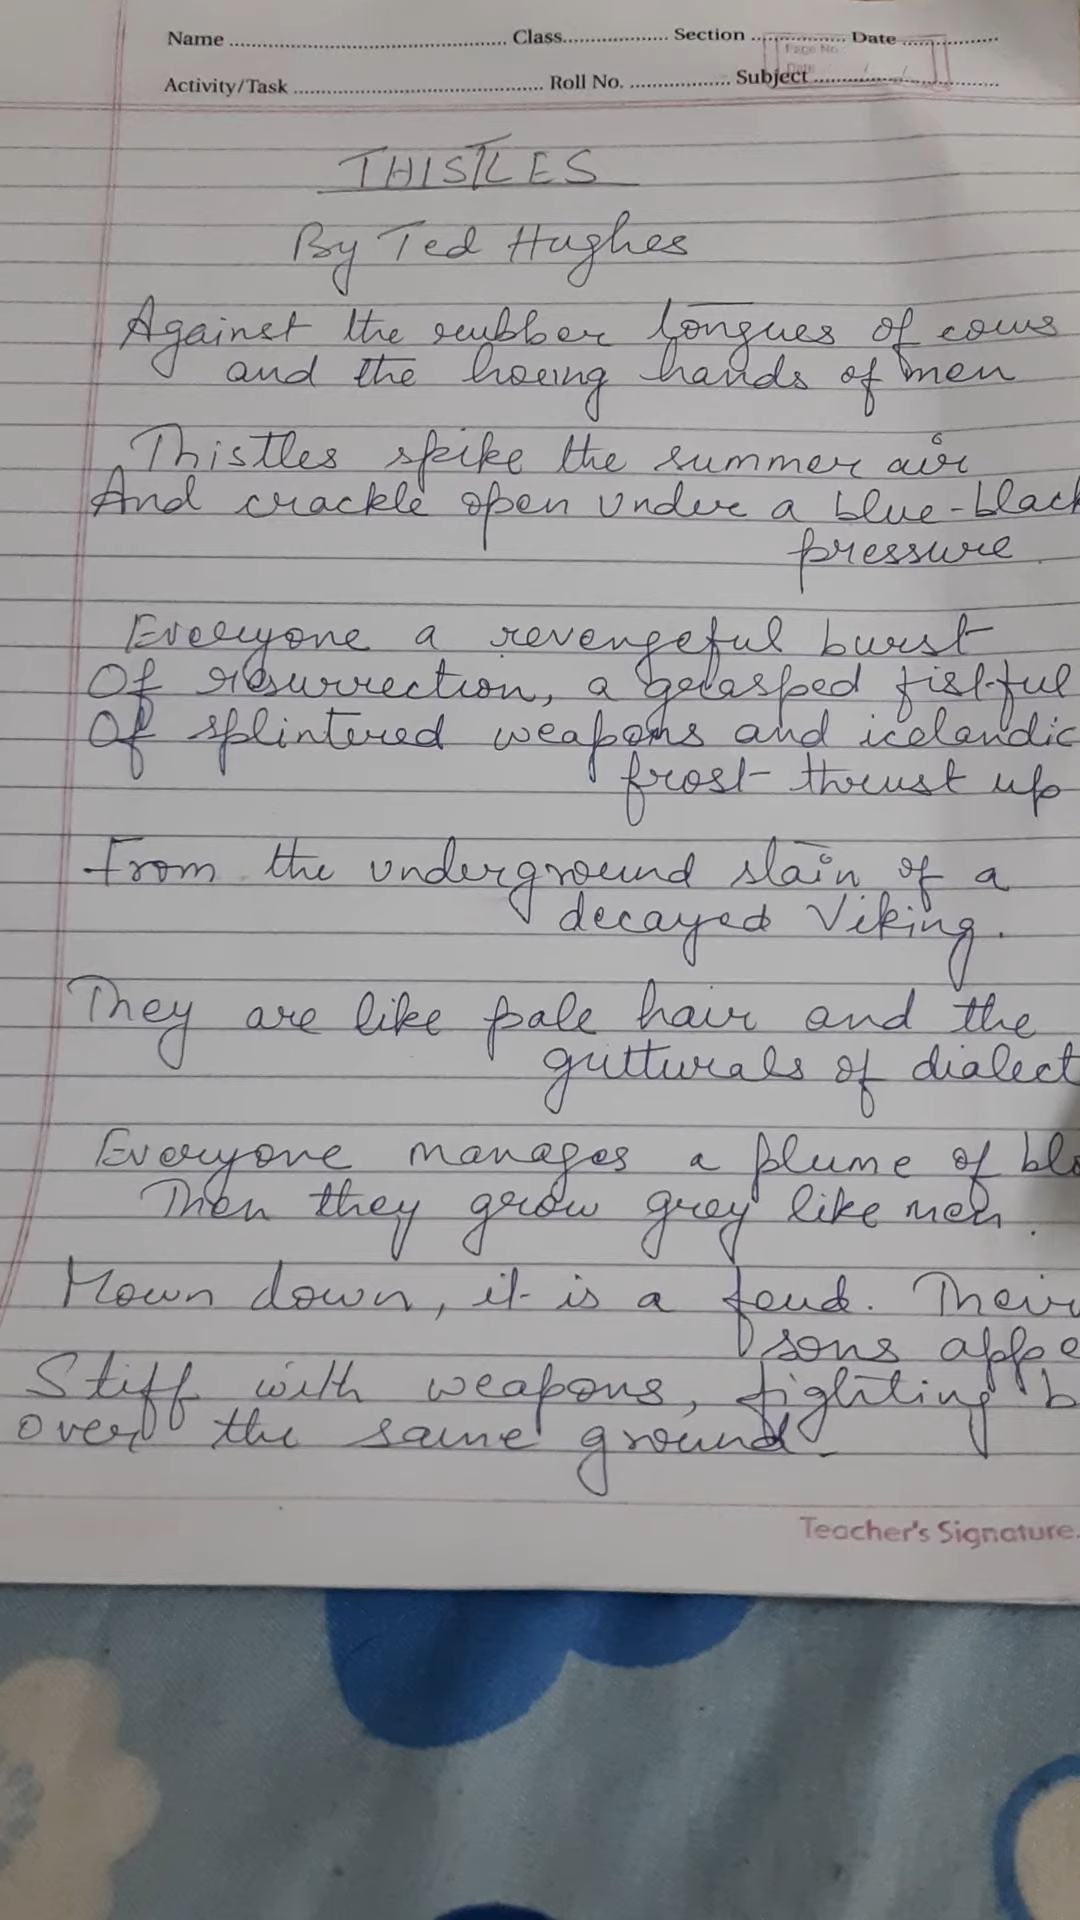 Name ........ Class........ Section ........ Date ........
Page No
Date / /
Activity/Task ........ Roll No. ........ Subject ........
THISTLES
By Ted Hughes
Against the rubber tongues of cows
and the hoeing hands of men
Thistles spike the summer air
And crackle open under a blue-black
pressure.
Everyone a revengeful burst
Of resurrection, a grasped fistful
Of splintered weapons and icelandic
frost thrust up
From the underground stain of a
decayed Viking.
They are like pale hair and the
gutturals of dialect
Everyone manages a plume of
Then they grow grey like men.
Mown down, it is a feud. Their
sons
Stiff with weapons, fighting
over the same ground
Teacher's Signature